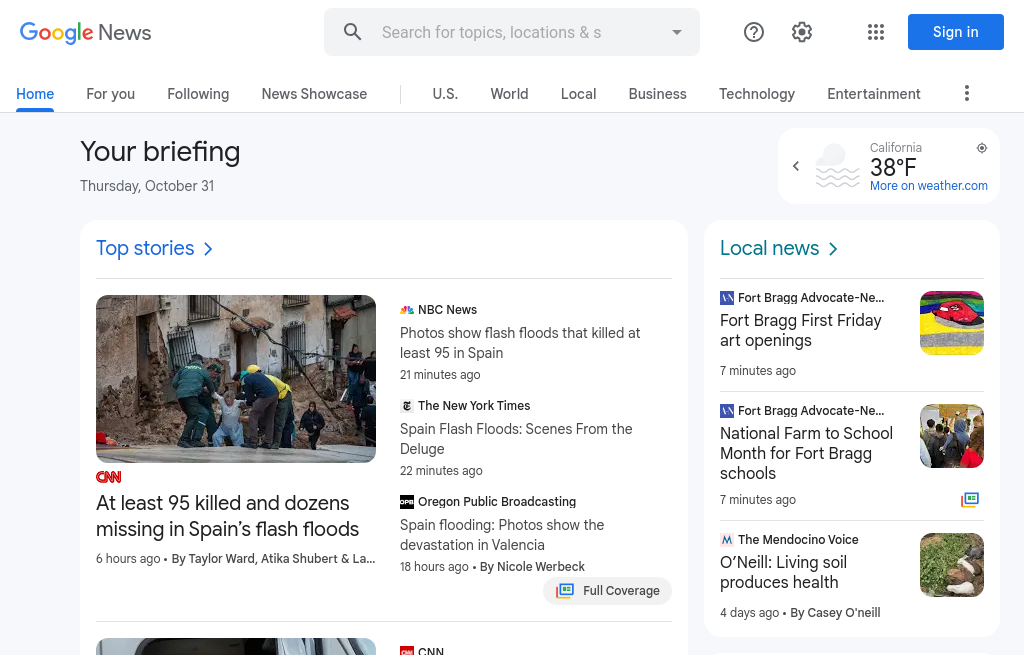 Google News
Search for topics, locations & s
Sign in
Home
For you
Following
News Showcase
U.S.
World
Local
Business
Technology
Entertainment
Your briefing
Thursday, October 31
California
38°F
More on weather.com
Top stories
CNN
At least 95 killed and dozens
missing in Spain's flash floods
6 hours ago • By Taylor Ward, Atika Shubert & La...
NBC News
Photos show flash floods that killed at
least 95 in Spain
21 minutes ago
The New York Times
Spain Flash Floods: Scenes From the
Deluge
22 minutes ago
OPB Oregon Public Broadcasting
Spain flooding: Photos show the
devastation in Valencia
18 hours ago • By Nicole Werbeck
Full Coverage
CNN
Local news
Fort Bragg Advocate-Ne...
Fort Bragg First Friday
art openings
7 minutes ago
Fort Bragg Advocate-Ne...
National Farm to School
Month for Fort Bragg
schools
7 minutes ago
M The Mendocino Voice
O'Neill: Living soil
produces health
4 days ago • By Casey O'neill